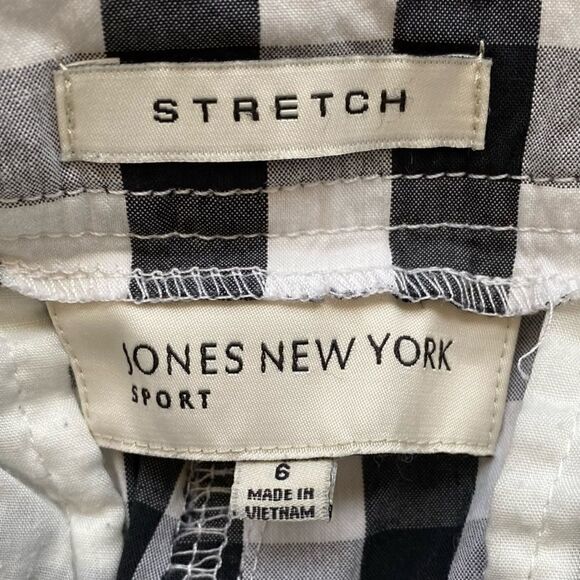 STRETCH
JONES NEW YORK
SPORT
6
MADE IN
VIETNAM